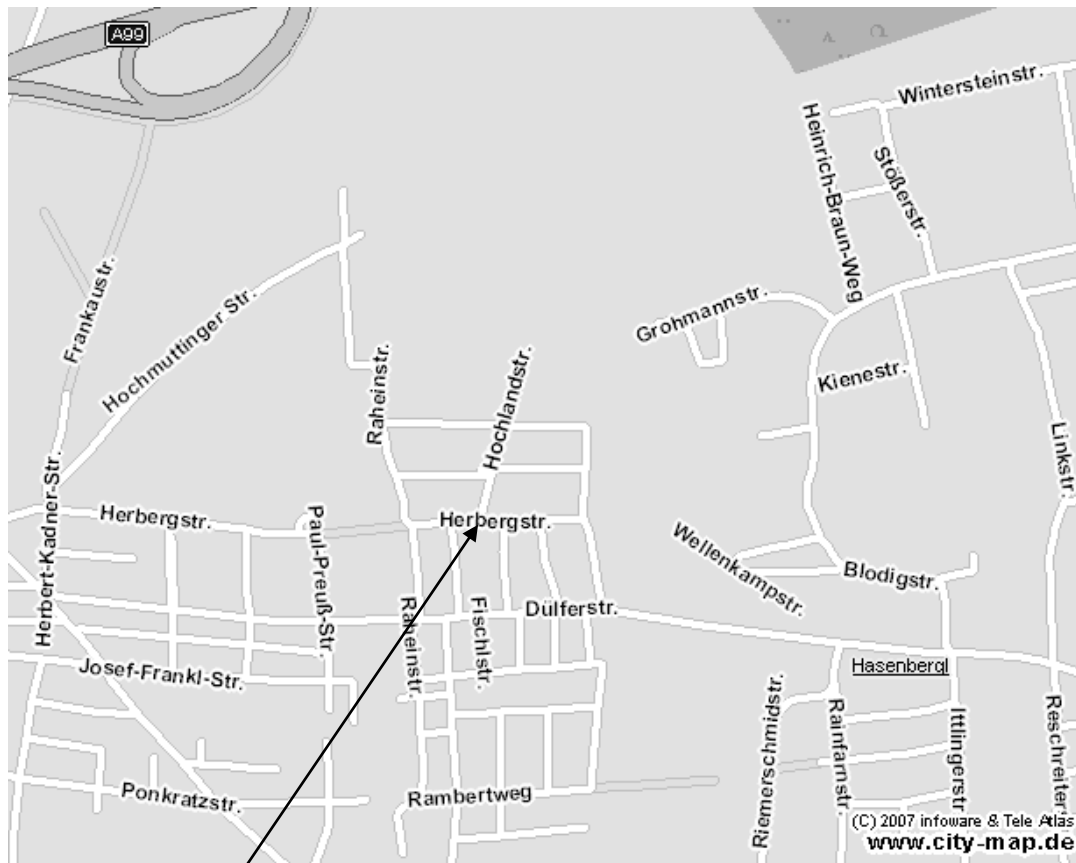 A99
Wintersteinstr.
Heinrich-Braun-Weg
Stößerstr.
Frankaustr.
Hochmuttinger Str.
Grohmannstr.
Kienestr.
Raheinstr.
Hochlandstr.
Linkstr.
Herbert-Kadner-Str.
Herbergstr.
Paul-Preuß-Str.
Herbergstr.
Wellenkampstr.
Blodigstr.
Raheinstr.
Fischlstr.
Dülferstr.
Josef-Frankl-Str.
Hasenbergl
Riemerschmidstr.
Rainfarnstr.
Ittlingerstr
Reschreiters
Ponkratzstr.
Rambertweg
(C) 2007 infoware & Tele Atlas
www.city-map.de